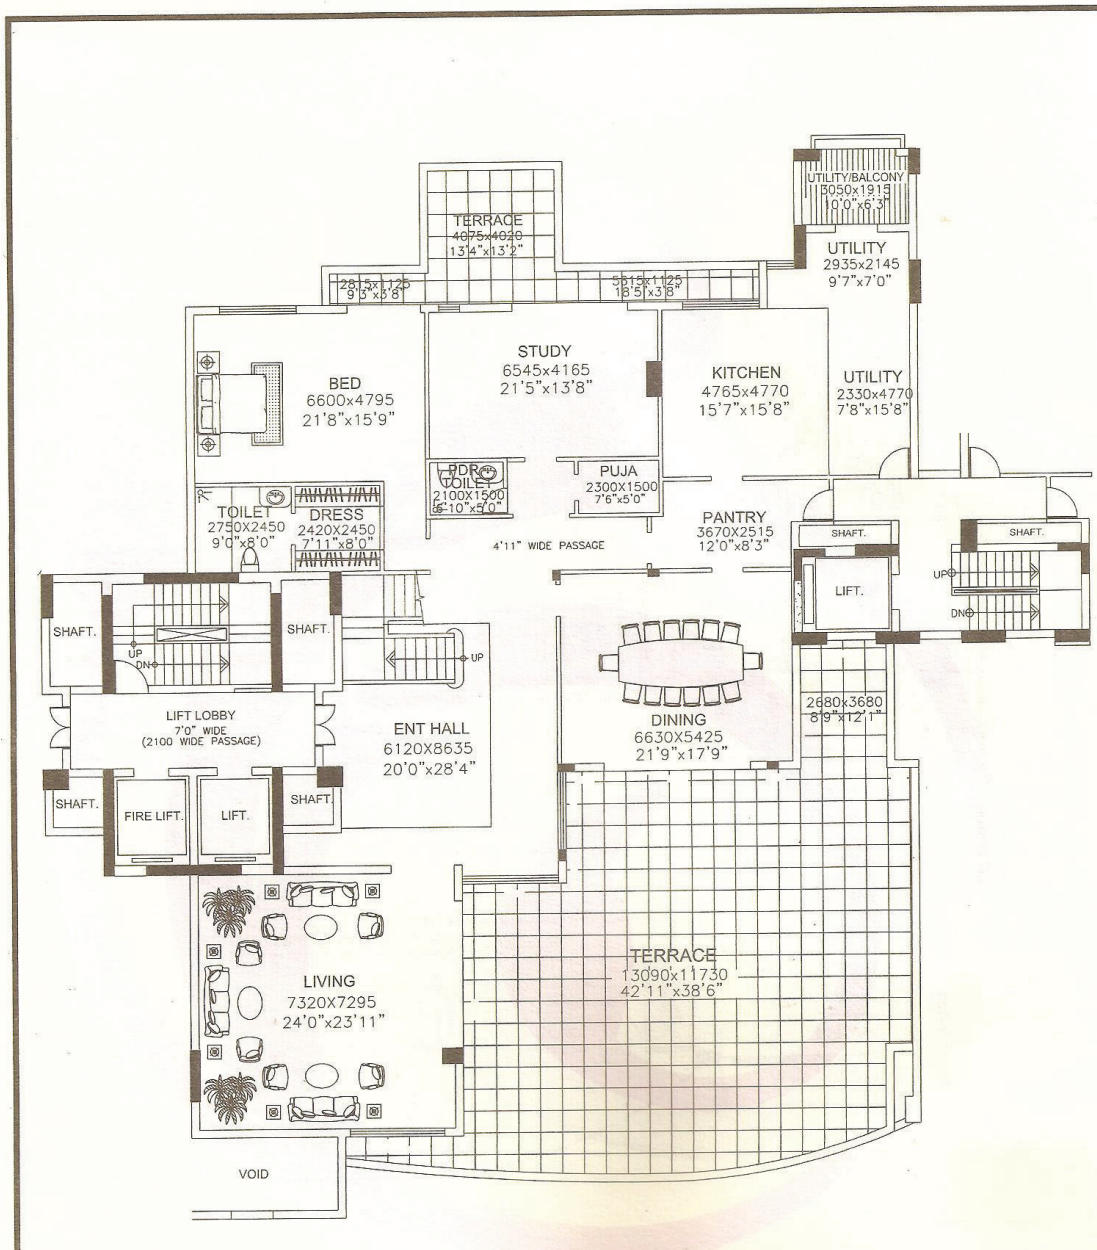 UTILITY/BALCONY
3050x1915
10'0"x6'3"
TERRACE
4075x4020
13'4"x13'2"
UTILITY
2935x2145
9'7"x7'0"
2815x1125
9'3"x3'8"
5615x1125
18'5"x3'8"
STUDY
6545x4165
21'5"x13'8"
BED
6600x4795
21'8"x15'9"
KITCHEN
4765x4770
15'7"x15'8"
UTILITY
2330x4770
7'8"x15'8"
PDR
TOILET
2100X1500
6'10"x5'0"
PUJA
2300X1500
7'6"x5'0"
TOILET
2750X2450
9'0"x8'0"
DRESS
2420X2450
7'11"x8'0"
PANTRY
3670X2515
12'0"x8'3"
4'11" WIDE PASSAGE
SHAFT.
SHAFT.
LIFT.
UP
DN
SHAFT.
SHAFT.
UP
DN
UP
LIFT LOBBY
7'0" WIDE
(2100 WIDE PASSAGE)
ENT HALL
6120X8635
20'0"x28'4"
DINING
6630X5425
21'9"x17'9"
2680x3680
8'9"x12'1"
SHAFT.
FIRE LIFT.
LIFT.
SHAFT.
LIVING
7320X7295
24'0"x23'11"
TERRACE
13090x11730
42'11"x38'6"
VOID